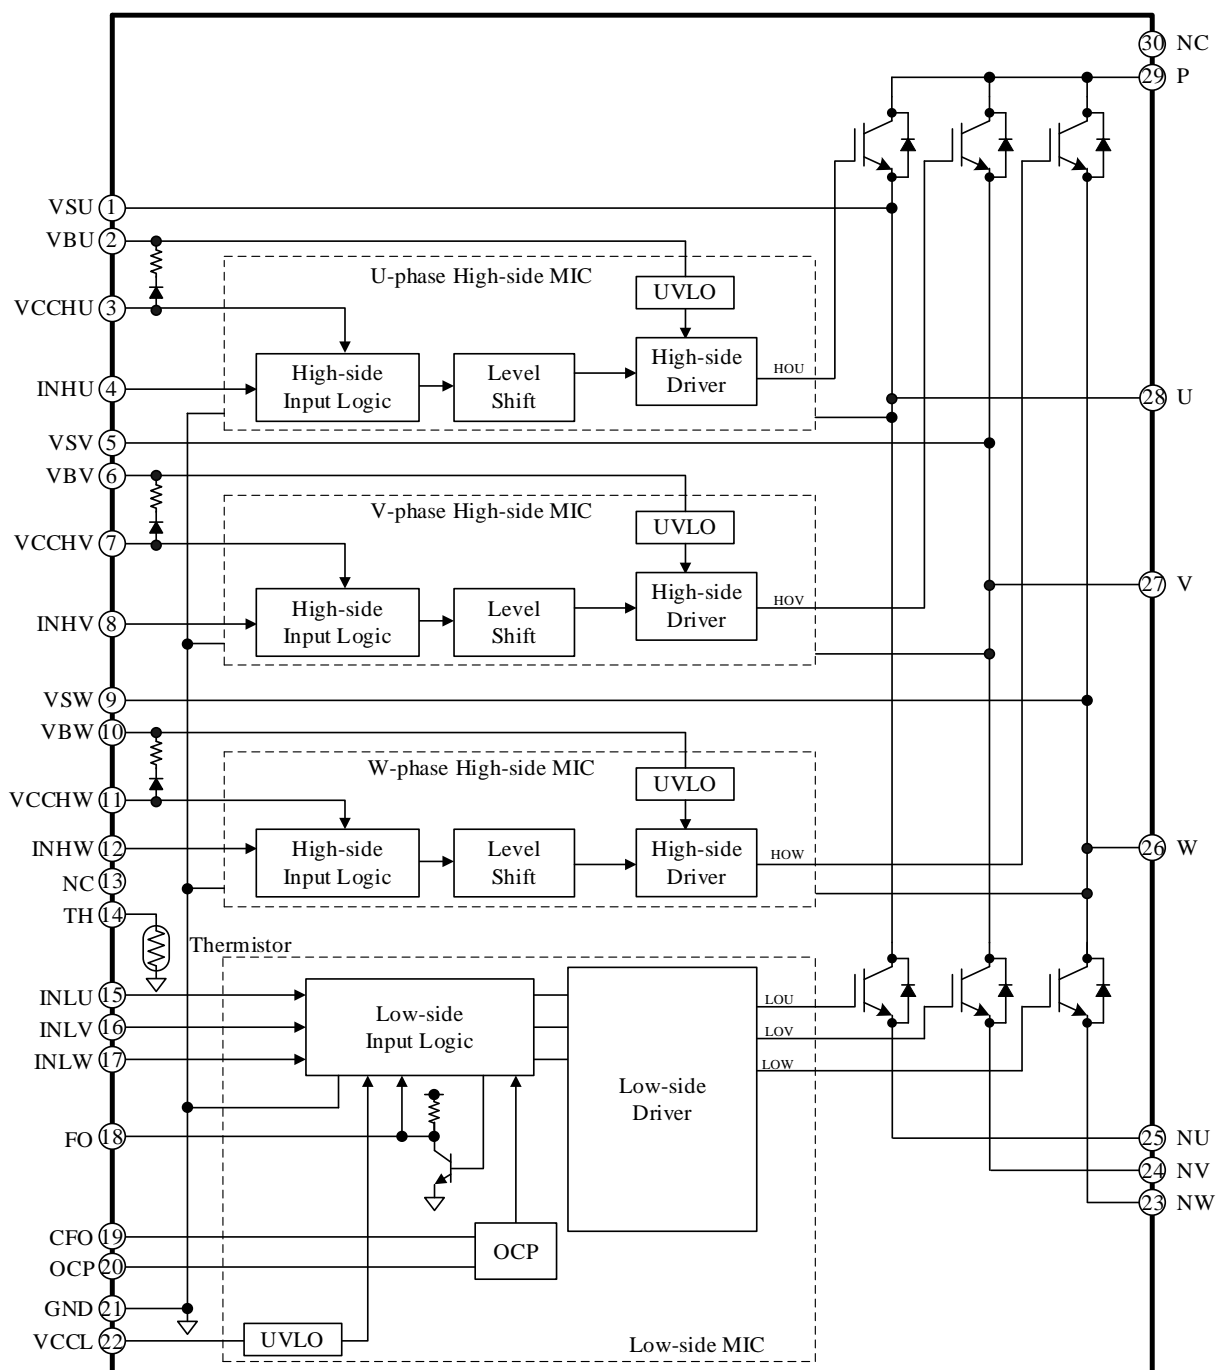 30 NC
29 P
VSU 1
VBU 2
U-phase High-side MIC
UVLO
VCCHU 3
High-side
Input Logic
Level
Shift
High-side
Driver
HOU
INHU 4
28 U
VSV 5
VBV 6
V-phase High-side MIC
UVLO
VCCHV 7
High-side
Input Logic
Level
Shift
High-side
Driver
HOV
27 V
INHV 8
VSW 9
VBW 10
W-phase High-side MIC
UVLO
VCCHW 11
High-side
Input Logic
Level
Shift
High-side
Driver
HOW
INHW 12
26 W
NC 13
TH 14
Thermistor
INLU 15
INLV 16
INLW 17
Low-side
Input Logic
LOU
LOV
LOW
Low-side
Driver
FO 18
25 NU
24 NV
23 NW
CFO 19
OCP 20
OCP
GND 21
VCCL 22
UVLO
Low-side MIC